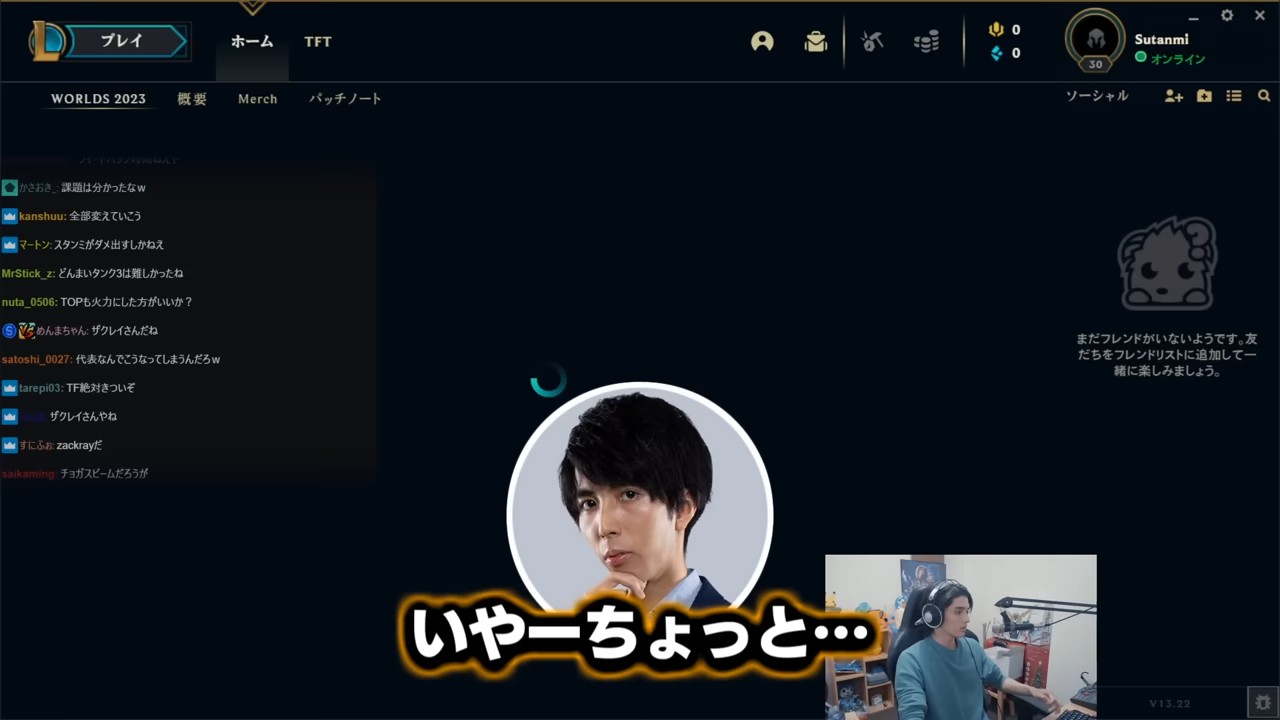 プレイ
ホーム
TFT
0
0
30
Sutanmi
オンライン
WORLDS 2023
概要
Merch
パッチノート
ソーシャル
かさおき_: 課題は分かったなw
kanshuu: 全部変えていこう
マートン: スタンミがダメ出すしかねえ
MrStick_z: どんまいタンク3は難しかったね
nuta_0506: TOPも火力にした方がいいか？
めんまちゃん: ザクレイさんだね
satoshi_0027: 代表なんでこうなってしまうんだろw
tarepi03: TF絶対きついぞ
ザクレイさんやね
すにふぉ: zackrayだ
saikaming: チョガスビームだろうが
まだフレンドがいないようです。友
だちをフレンドリストに追加して一
緒に楽しみましょう。
いやーちょっと…
V13.22